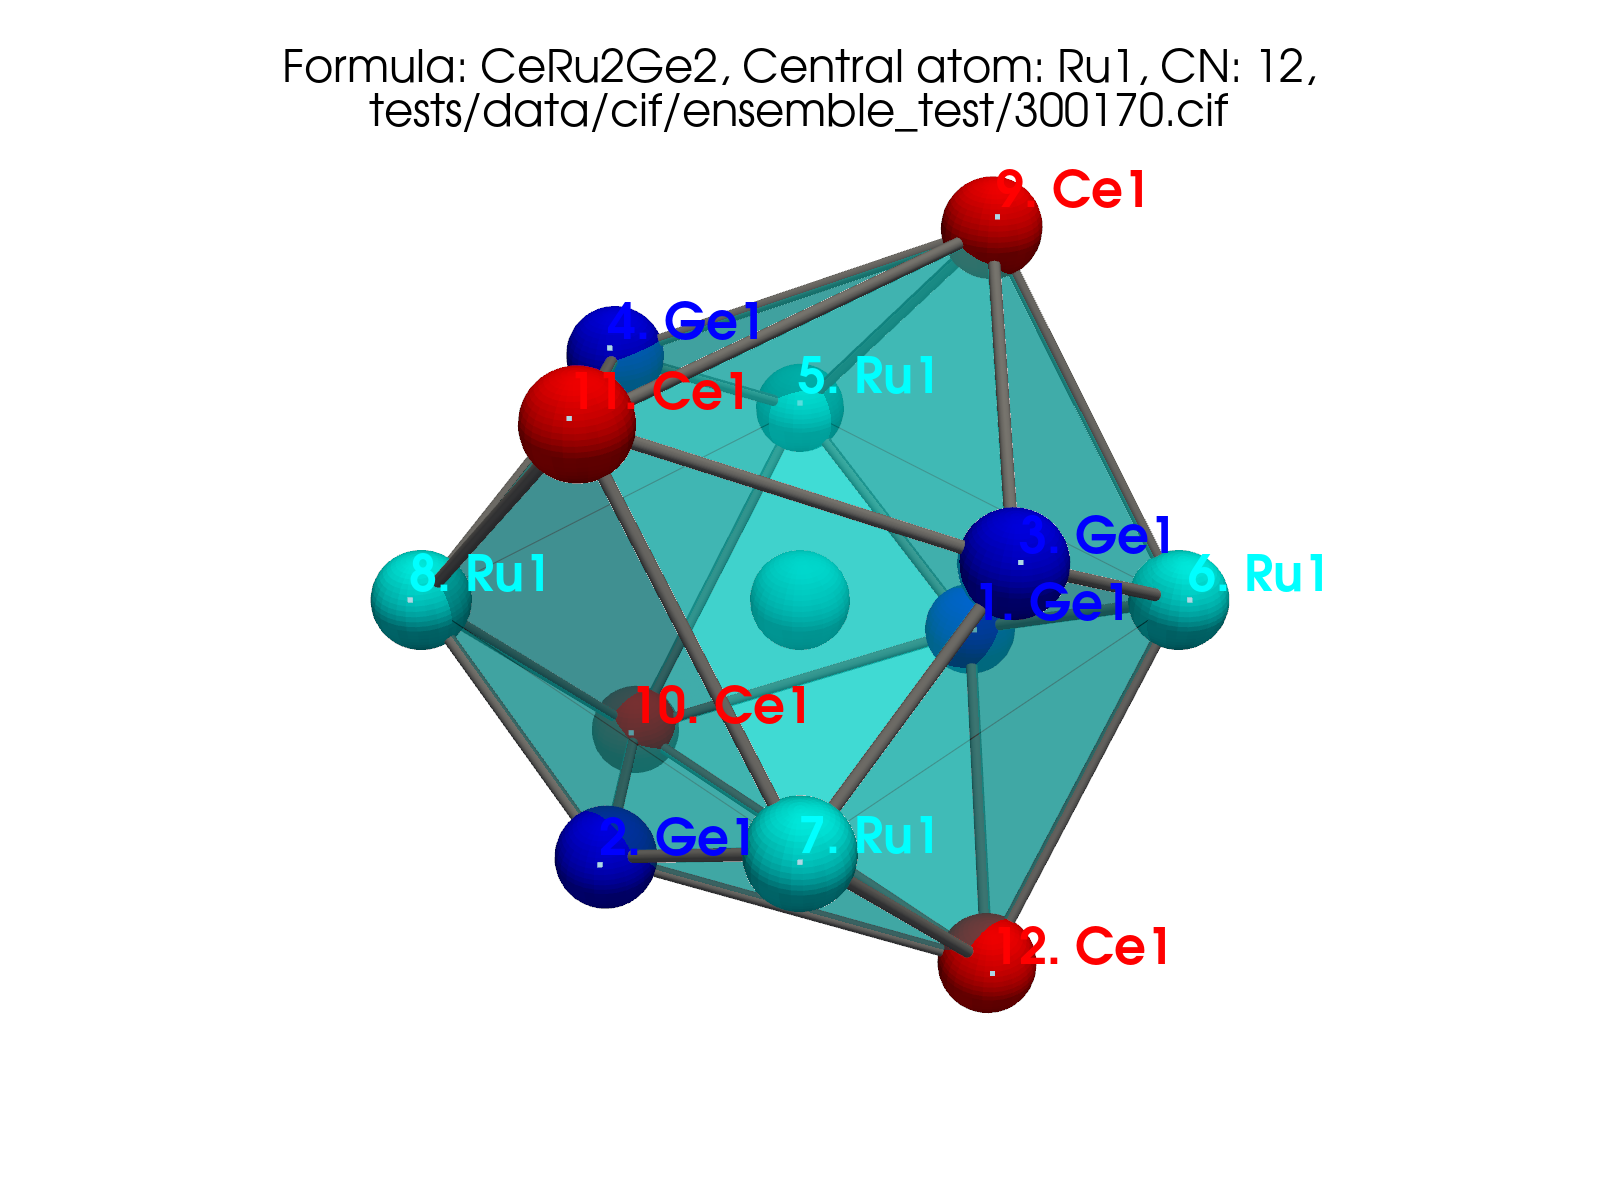 Formula: CeRu2Ge2, Central atom: Ru1, CN: 12,
tests/data/cif/ensemble_test/300170.cif
9. Ce1
4. Ge1
5. Ru1
11. Ce1
3. Ge1
8. Ru1
6. Ru1
1. Ge1
10. Ce1
2. Ge1
7. Ru1
12. Ce1